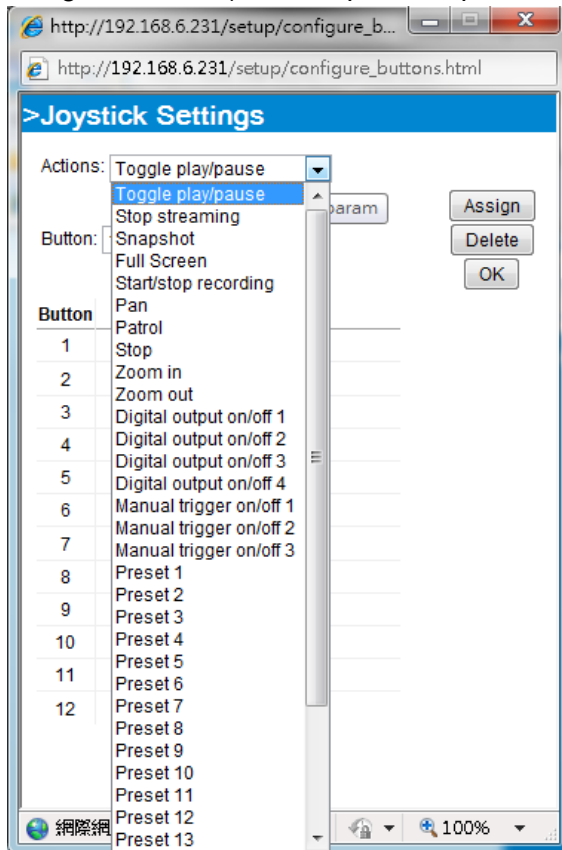 http://192.168.6.231/setup/configure_b...
http://192.168.6.231/setup/configure_buttons.html
>Joystick Settings
Actions: Toggle play/pause
Toggle play/pause
Stop streaming
Snapshot
Full Screen
Start/stop recording
Pan
Patrol
Stop
Zoom in
Zoom out
Digital output on/off 1
Digital output on/off 2
Digital output on/off 3
Digital output on/off 4
Manual trigger on/off 1
Manual trigger on/off 2
Manual trigger on/off 3
Preset 1
Preset 2
Preset 3
Preset 4
Preset 5
Preset 6
Preset 7
Preset 8
Preset 9
Preset 10
Preset 11
Preset 12
Preset 13
param
Assign
Button:
Delete
OK
Button
1
2
3
4
5
6
7
8
9
10
11
12
網際網
100%